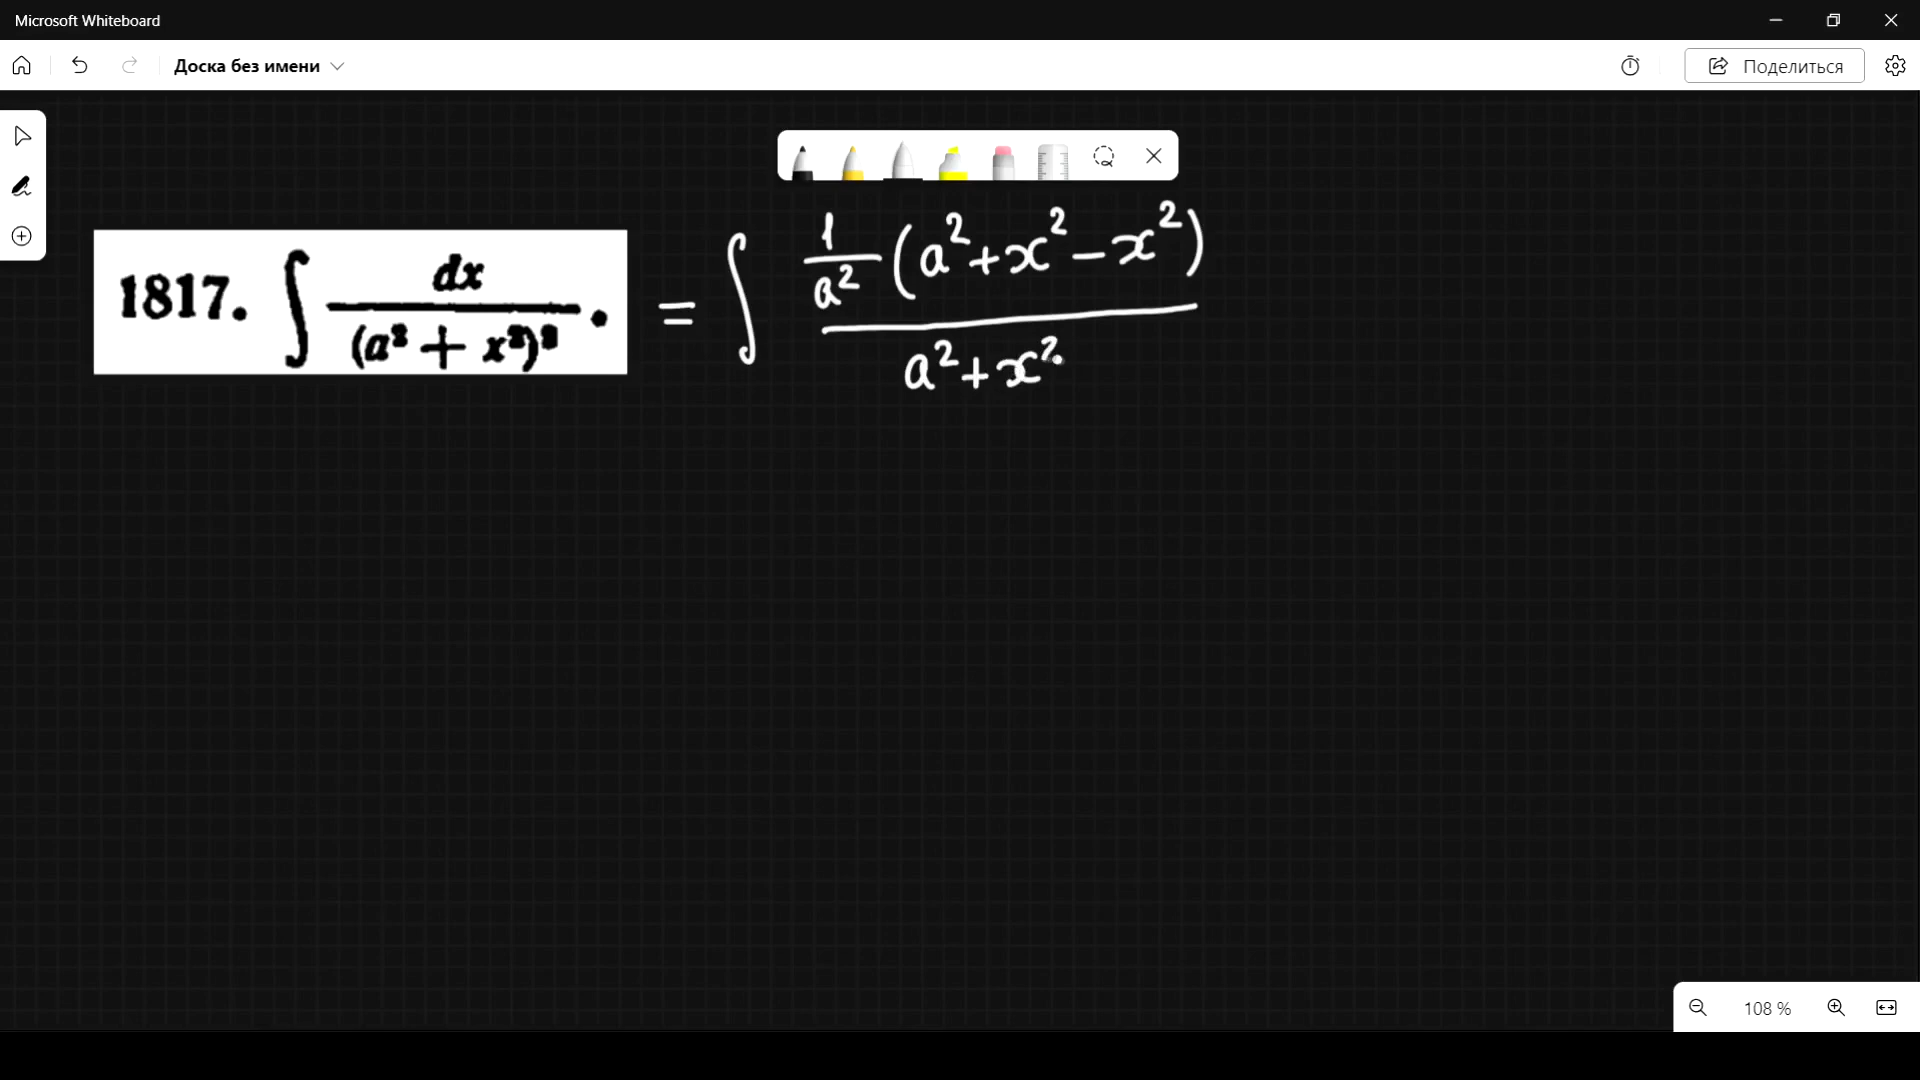 Microsoft Whiteboard
Доска без имени
Поделиться
1817. ∫ dx / (a² + x²)² . = ∫ 1/a² (a² + x² − x²) / a² + x²
108 %